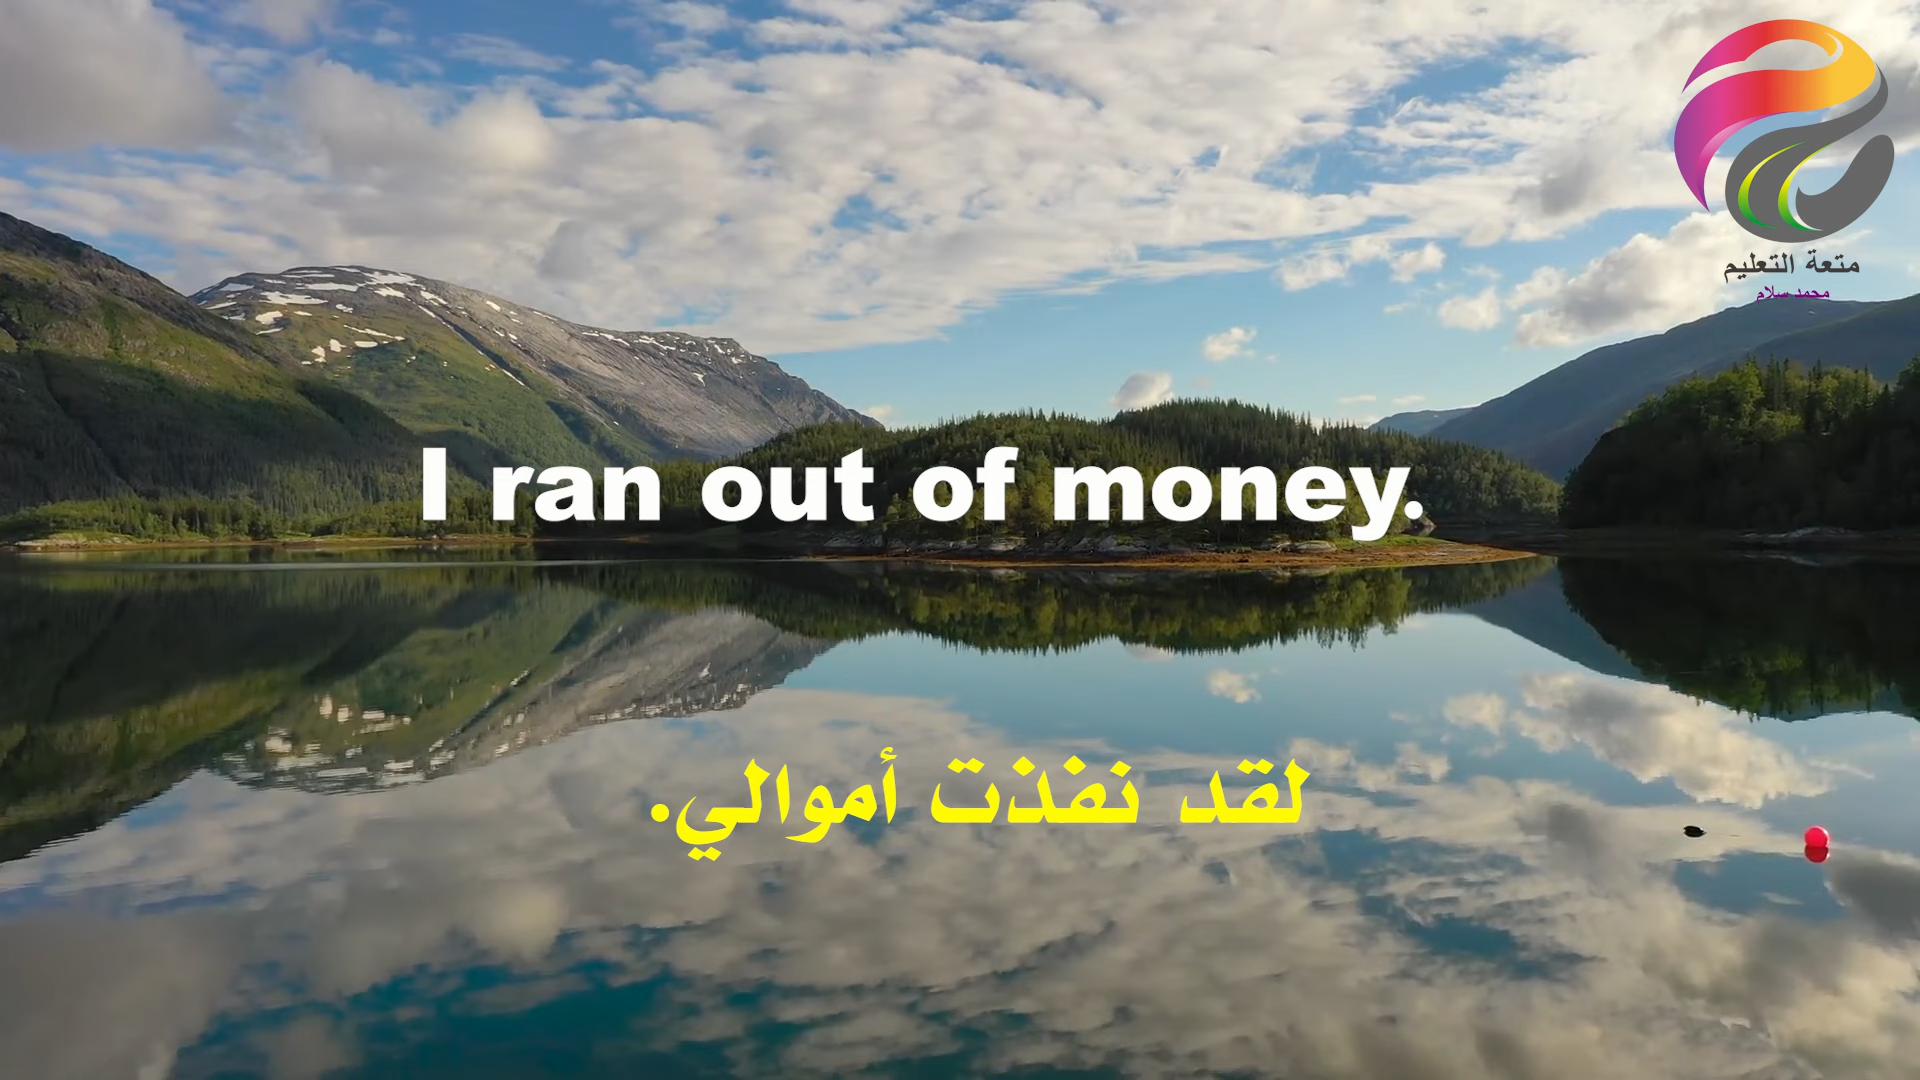 متعة التعليم
محمد سلام
I ran out of money.
لقد نفذت أموالي.